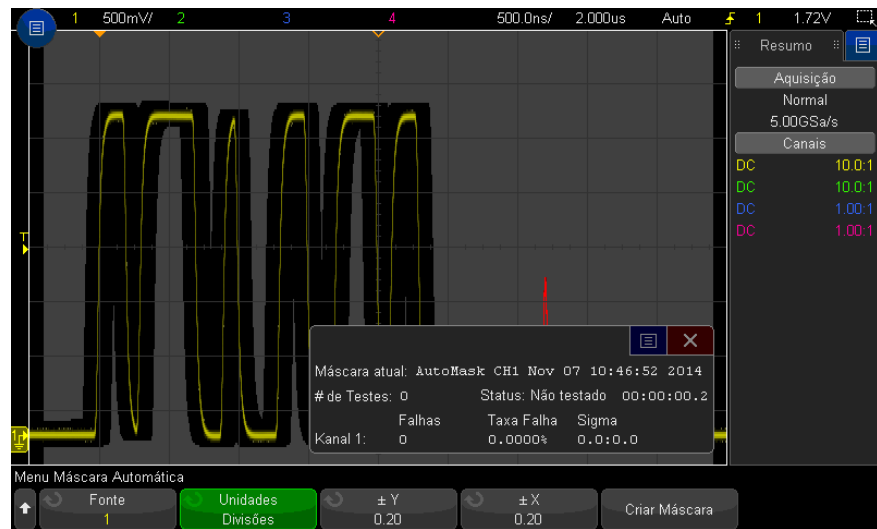 1 500mV/ 2 3 4 500.0ns/ 2.000us Auto 1 1.72V
Resumo
Aquisição
Normal
5.00GSa/s
Canais
DC 10.0:1
DC 10.0:1
DC 1.00:1
DC 1.00:1
T
1
Máscara atual: AutoMask CH1 Nov 07 10:46:52 2014
# de Testes: 0 Status: Não testado 00:00:00.2
Falhas Taxa Falha Sigma
Kanal 1: 0 0.0000% 0.0:0.0
Menu Máscara Automática
Fonte Unidades ± Y ± X Criar Máscara
1 Divisões 0.20 0.20